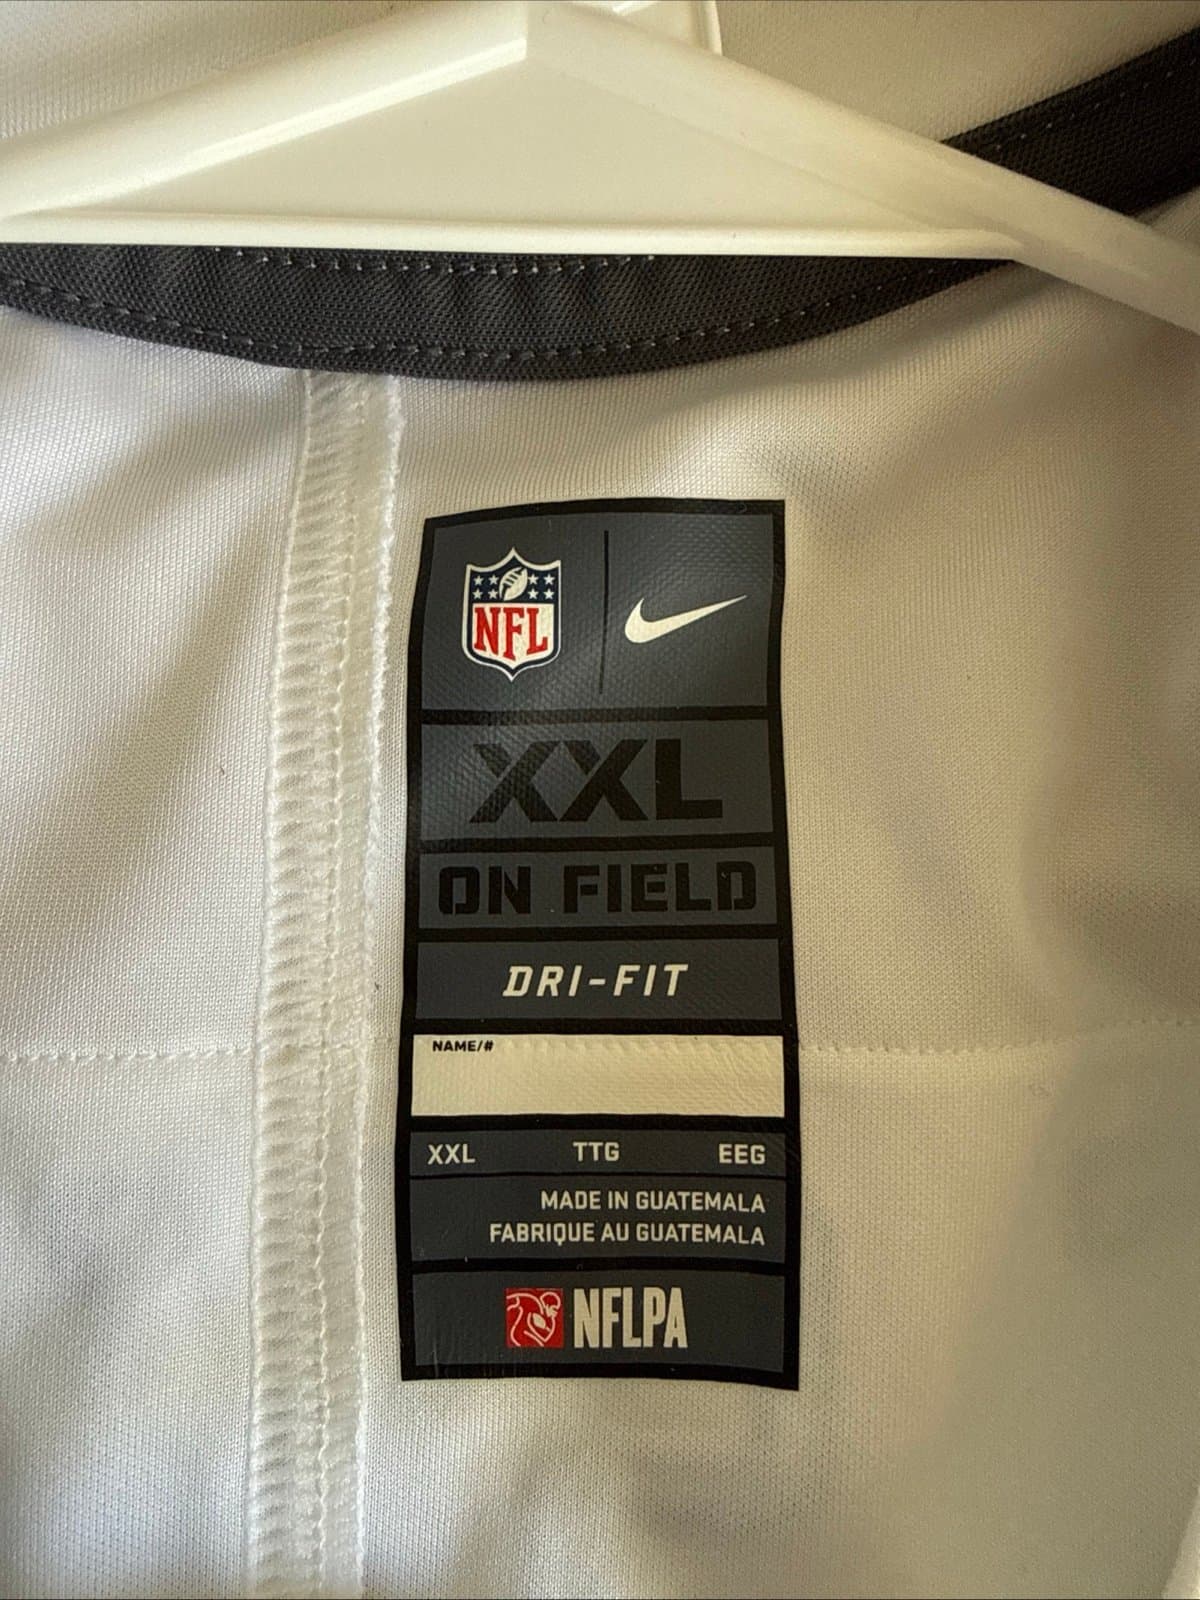 NFL
XXL
ON FIELD
DRI-FIT
NAME/#
XXL TTG EEG
MADE IN GUATEMALA
FABRIQUE AU GUATEMALA
NFLPA